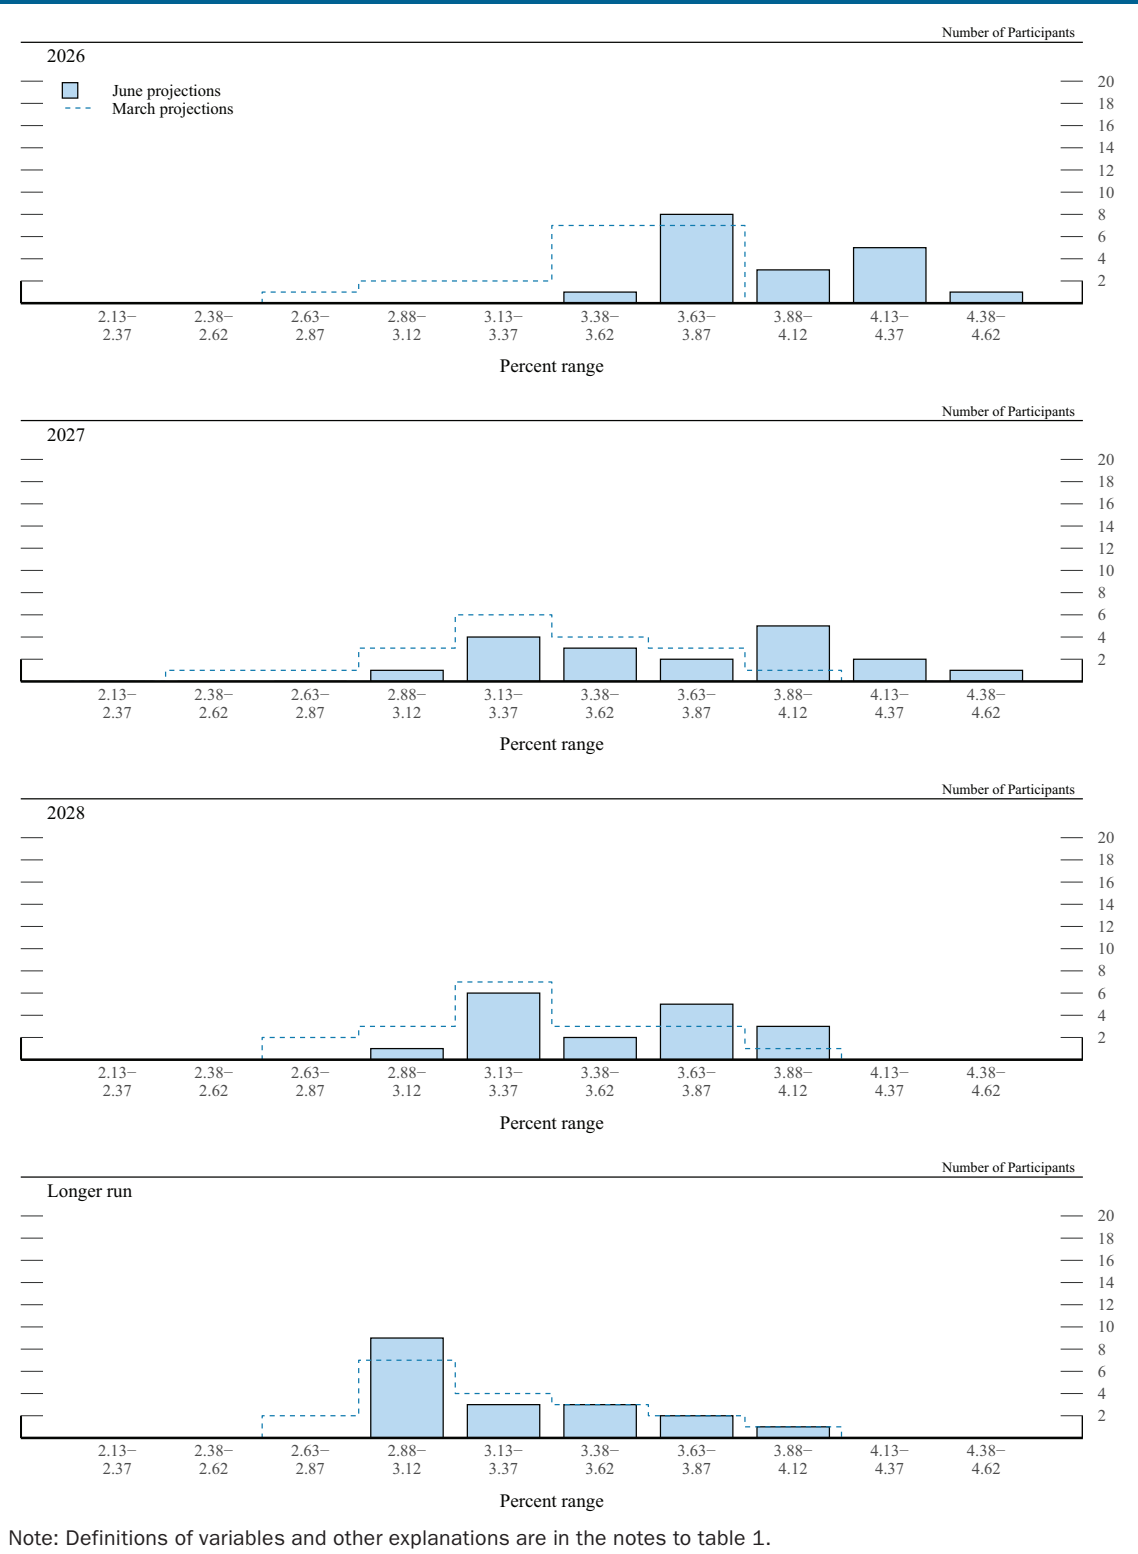 Number of Participants
2026
June projections
March projections
20
18
16
14
12
10
8
6
4
2
2.13– 2.38– 2.63– 2.88– 3.13– 3.38– 3.63– 3.88– 4.13– 4.38–
2.37 2.62 2.87 3.12 3.37 3.62 3.87 4.12 4.37 4.62
Percent range
Number of Participants
2027
20
18
16
14
12
10
8
6
4
2
2.13– 2.38– 2.63– 2.88– 3.13– 3.38– 3.63– 3.88– 4.13– 4.38–
2.37 2.62 2.87 3.12 3.37 3.62 3.87 4.12 4.37 4.62
Percent range
Number of Participants
2028
20
18
16
14
12
10
8
6
4
2
2.13– 2.38– 2.63– 2.88– 3.13– 3.38– 3.63– 3.88– 4.13– 4.38–
2.37 2.62 2.87 3.12 3.37 3.62 3.87 4.12 4.37 4.62
Percent range
Number of Participants
Longer run
20
18
16
14
12
10
8
6
4
2
2.13– 2.38– 2.63– 2.88– 3.13– 3.38– 3.63– 3.88– 4.13– 4.38–
2.37 2.62 2.87 3.12 3.37 3.62 3.87 4.12 4.37 4.62
Percent range
Note: Definitions of variables and other explanations are in the notes to table 1.